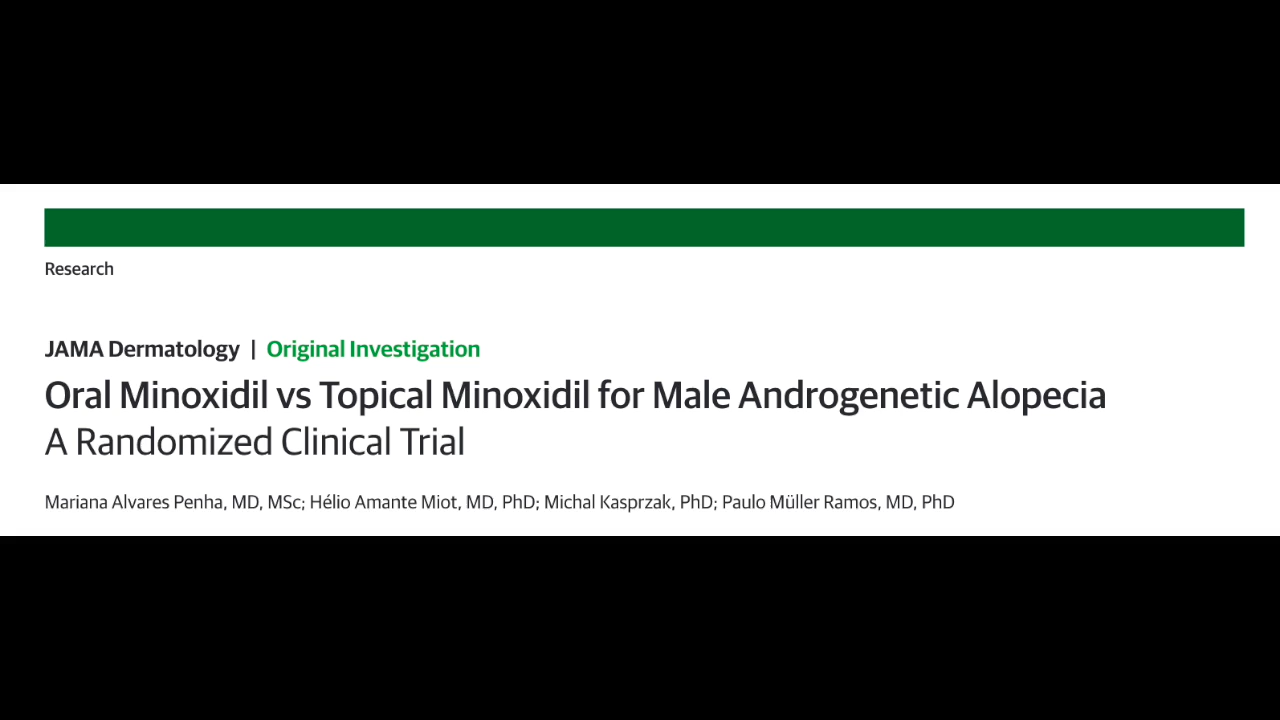 Research
JAMA Dermatology | Original Investigation
Oral Minoxidil vs Topical Minoxidil for Male Androgenetic Alopecia
A Randomized Clinical Trial
Mariana Alvares Penha, MD, MSc; Hélio Amante Miot, MD, PhD; Michal Kasprzak, PhD; Paulo Müller Ramos, MD, PhD